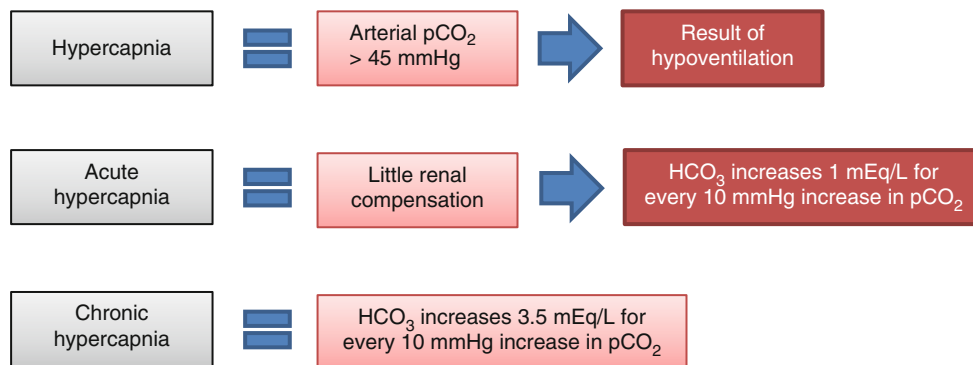 Hypercapnia
Arterial pCO₂
> 45 mmHg
Result of
hypoventilation
Acute
hypercapnia
Little renal
compensation
HCO₃ increases 1 mEq/L for
every 10 mmHg increase in pCO₂
Chronic
hypercapnia
HCO₃ increases 3.5 mEq/L for
every 10 mmHg increase in pCO₂